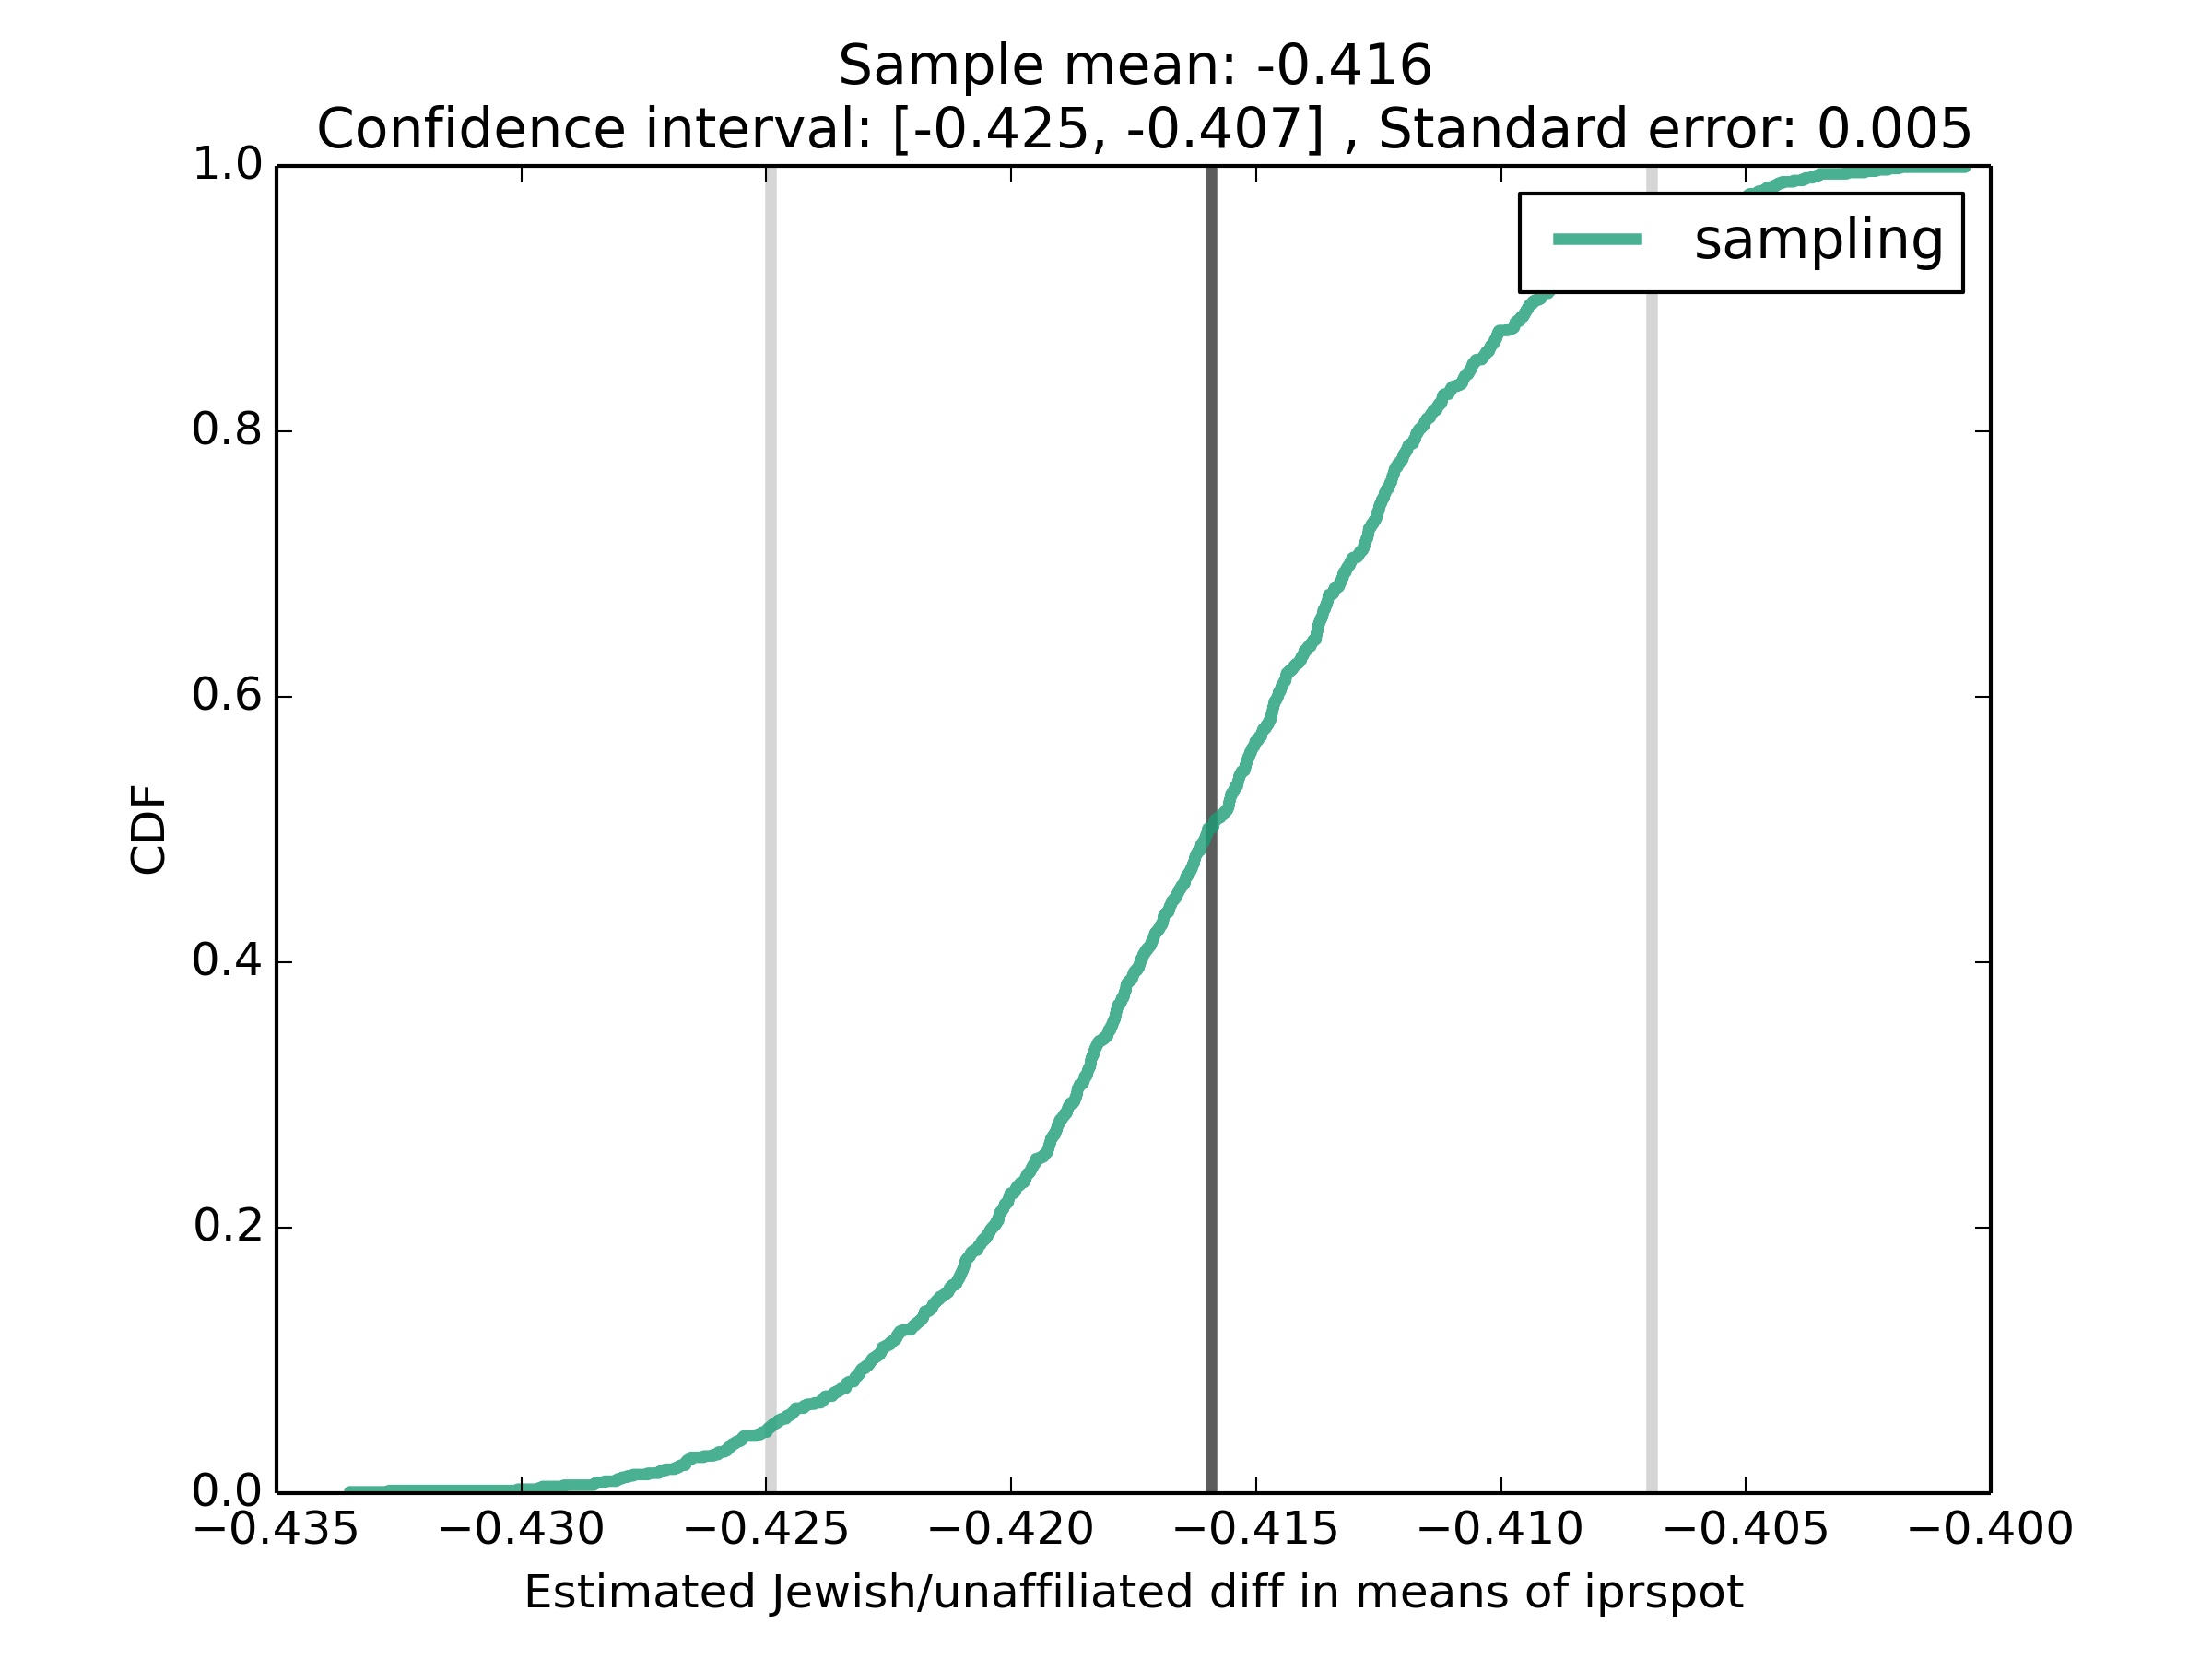 Sample mean: -0.416
Confidence interval: [-0.425, -0.407] , Standard error: 0.005
1.0
sampling
0.8
0.6
CDF
0.4
0.2
0.0
−0.435 −0.430 −0.425 −0.420 −0.415 −0.410 −0.405 −0.400
Estimated Jewish/unaffiliated diff in means of iprspot